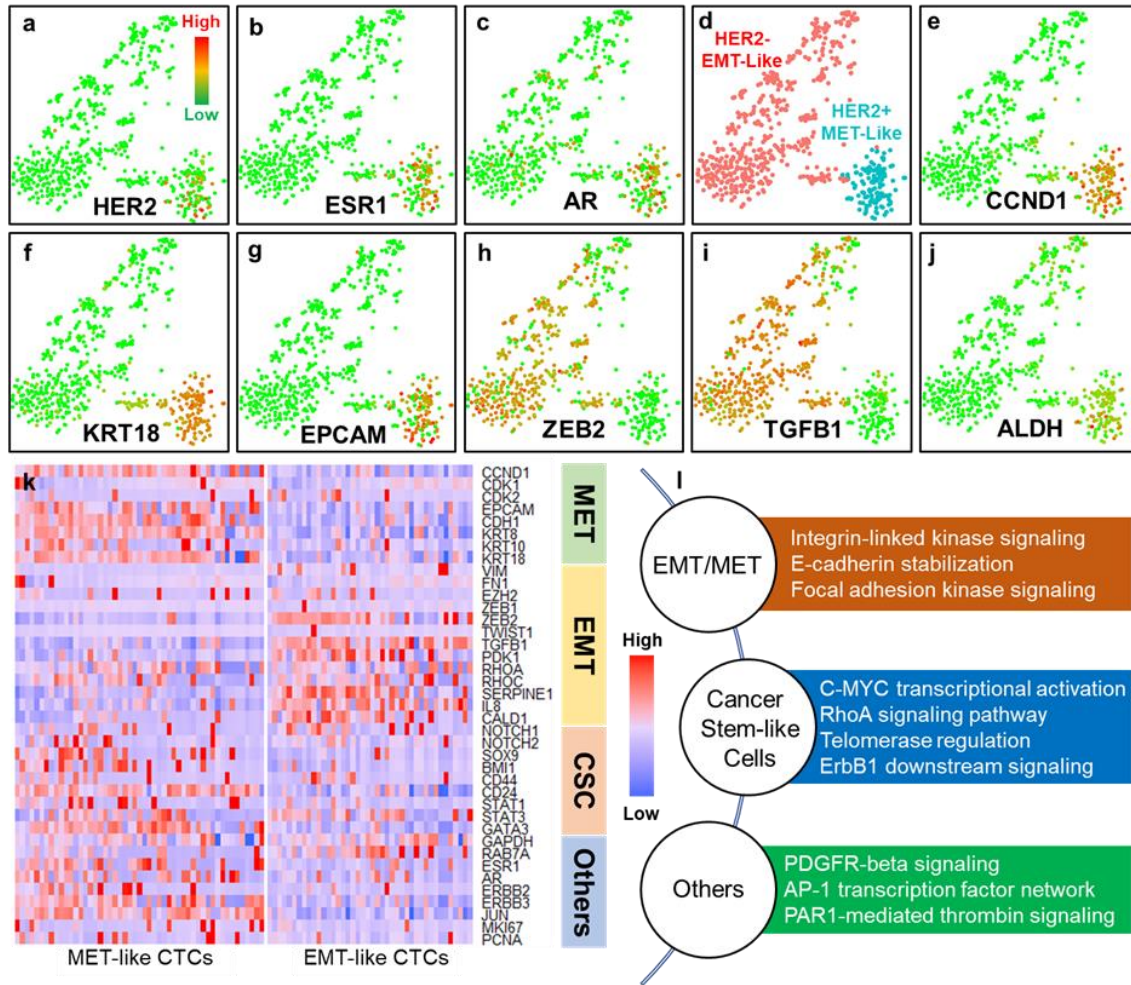 a
High
Low
HER2
b
ESR1
c
AR
d
HER2-
EMT-Like
HER2+
MET-Like
e
CCND1
f
KRT18
g
EPCAM
h
ZEB2
i
TGFB1
j
ALDH
k
CCND1
CDK1
CDK2
EPCAM
CDH1
KRT8
KRT10
KRT18
VIM
FN1
EZH2
ZEB1
ZEB2
TWIST1
TGFB1
PDK1
RHOA
RHOC
SERPINE1
IL8
CALD1
NOTCH1
NOTCH2
SOX9
BMI1
CD44
CD24
STAT1
STAT3
GATA3
GAPDH
RAB7A
ESR1
AR
ERBB2
ERBB3
JUN
MKI67
PCNA
MET
EMT
CSC
Others
MET-like CTCs
EMT-like CTCs
High
Low
l
EMT/MET
Integrin-linked kinase signaling
E-cadherin stabilization
Focal adhesion kinase signaling
Cancer
Stem-like
Cells
C-MYC transcriptional activation
RhoA signaling pathway
Telomerase regulation
ErbB1 downstream signaling
Others
PDGFR-beta signaling
AP-1 transcription factor network
PAR1-mediated thrombin signaling